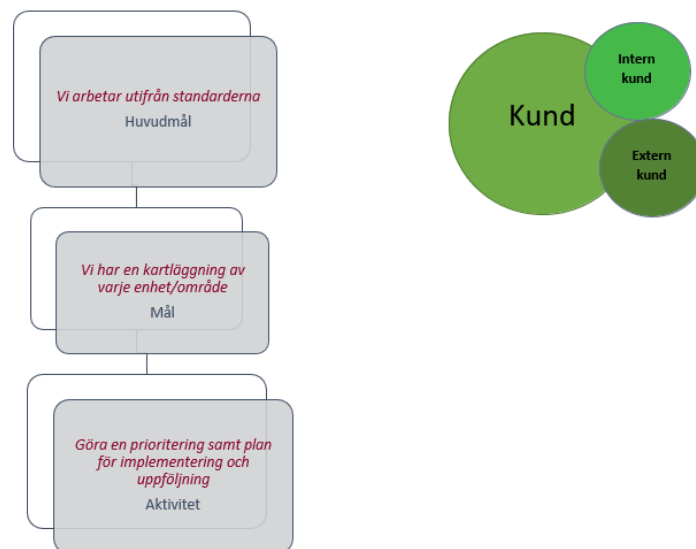 Vi arbetar utifrån standarderna
Huvudmål
Vi har en kartläggning av
varje enhet/område
Mål
Göra en prioritering samt plan
för implementering och
uppföljning
Aktivitet
Kund
Intern
kund
Extern
kund